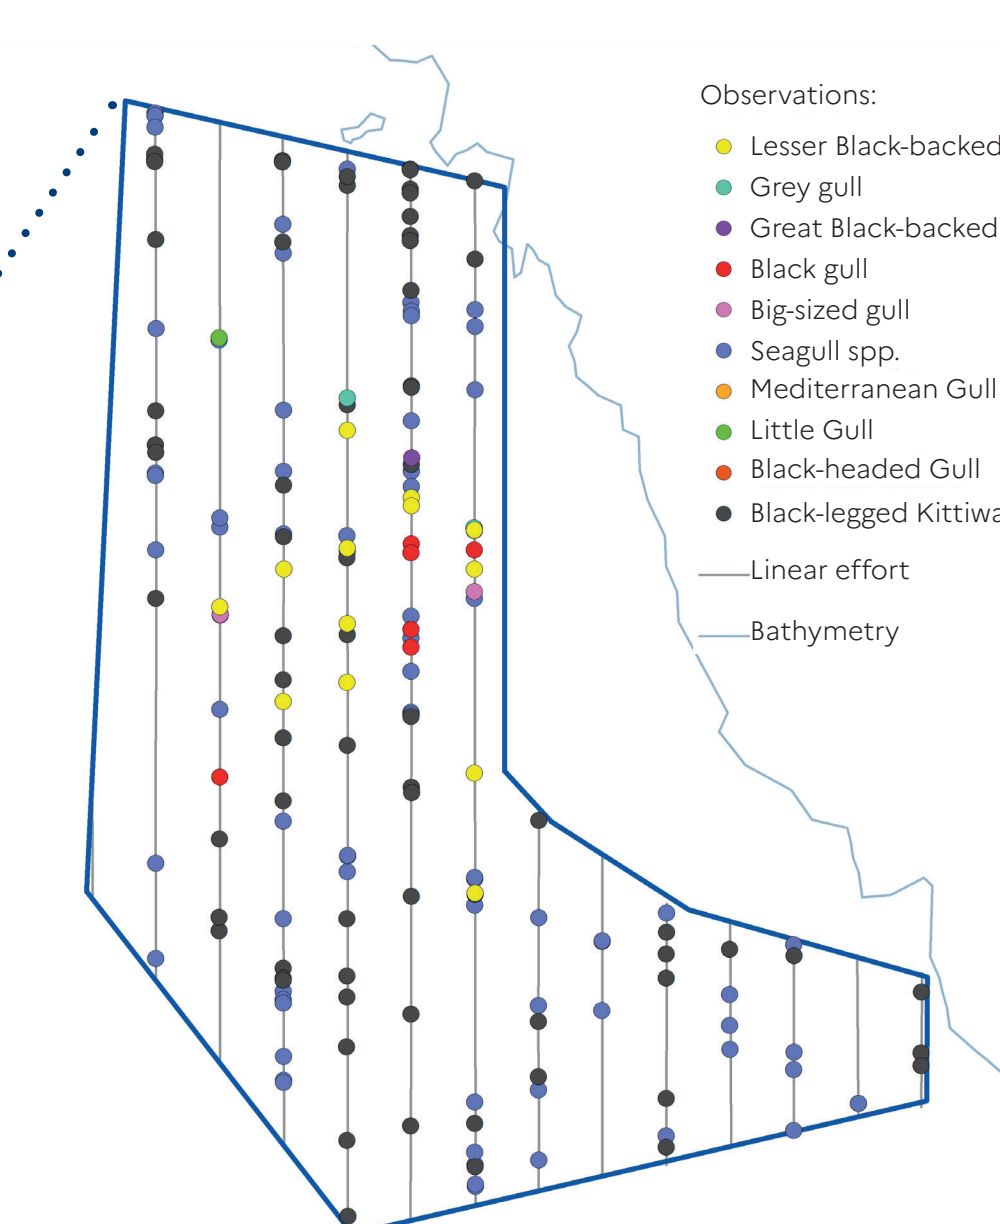 Observations:
Lesser Black-backed
Grey gull
Great Black-backed
Black gull
Big-sized gull
Seagull spp.
Mediterranean Gull
Little Gull
Black-headed Gull
Black-legged
Linear effort
Bathymetry